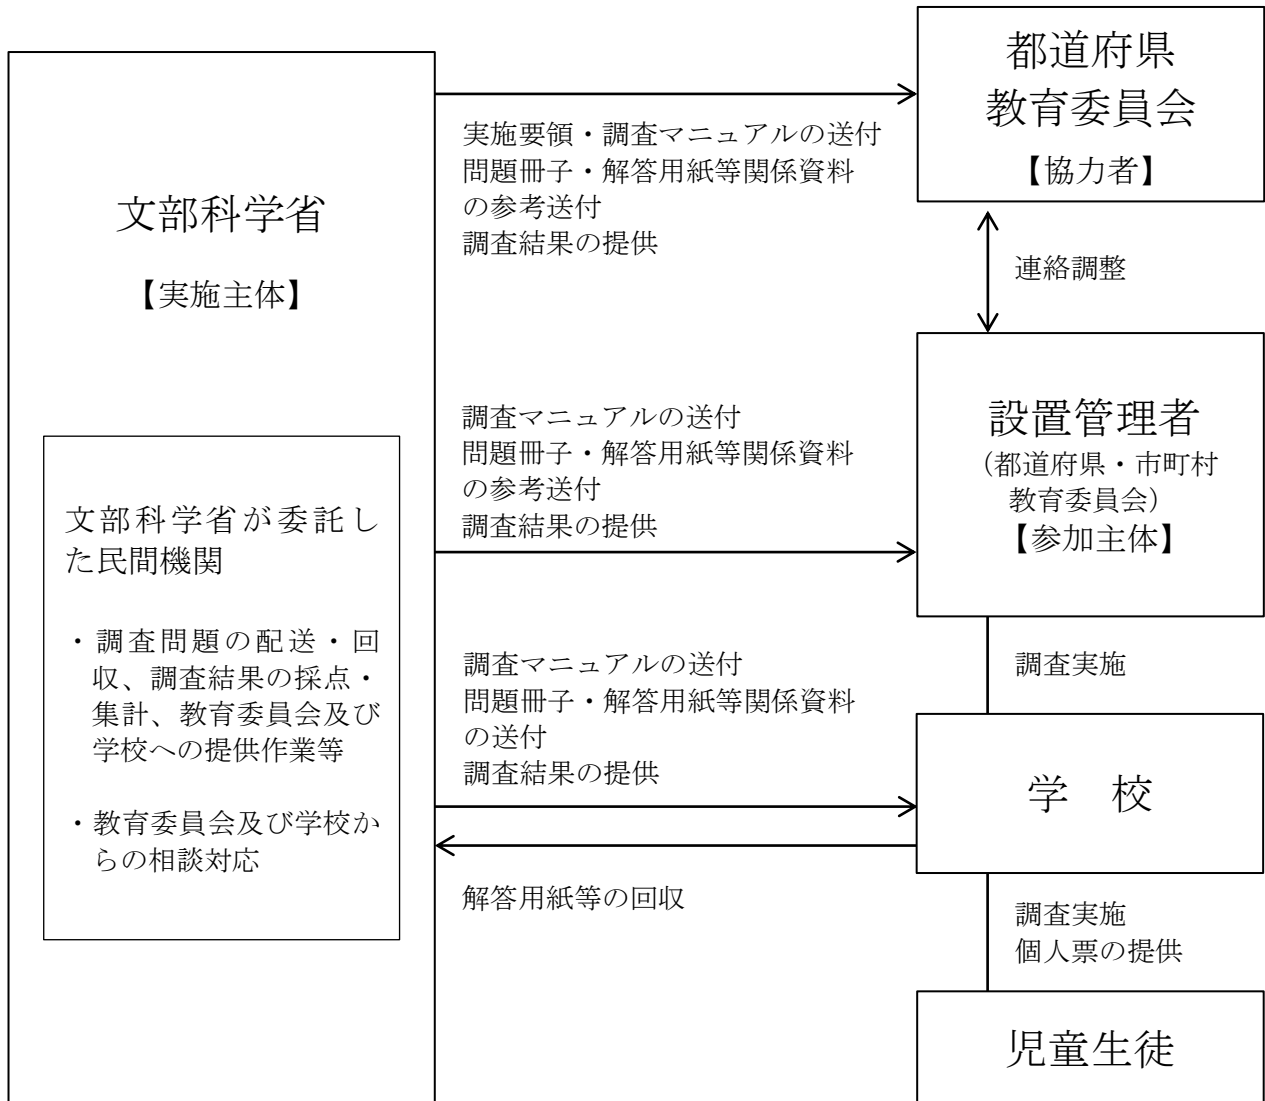 都道府県
教育委員会
【協力者】
実施要領・調査マニュアルの送付
問題冊子・解答用紙等関係資料
の参考送付
調査結果の提供
文部科学省
【実施主体】
連絡調整
設置管理者
（都道府県・市町村
教育委員会）
【参加主体】
調査マニュアルの送付
問題冊子・解答用紙等関係資料
の参考送付
調査結果の提供
文部科学省が委託し
た民間機関
・調査問題の配送・回
収、調査結果の採点・
集計、教育委員会及び
学校への提供作業等
・教育委員会及び学校か
らの相談対応
調査実施
調査マニュアルの送付
問題冊子・解答用紙等関係資料
の送付
調査結果の提供
学　校
解答用紙等の回収
調査実施
個人票の提供
児童生徒